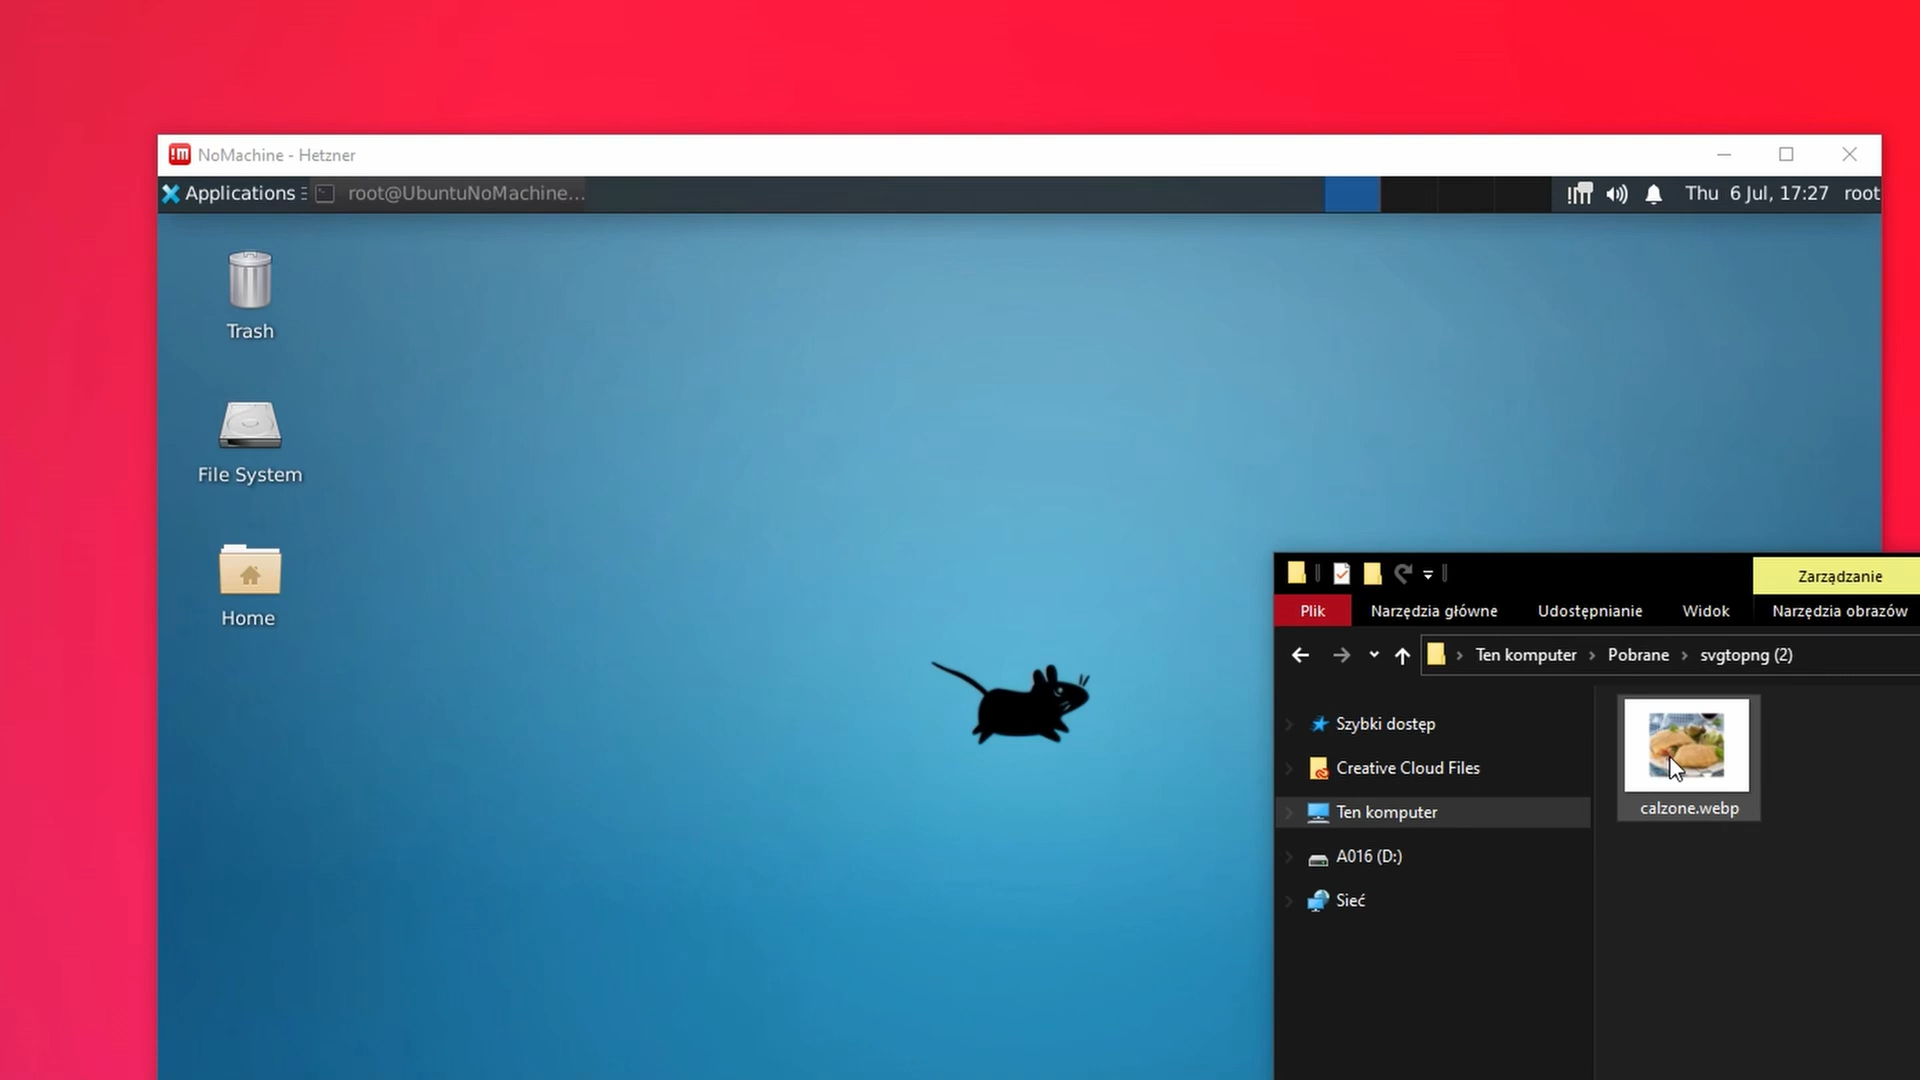 !m NoMachine - Hetzner
Applications root@UbuntuNoMachine... Thu 6 Jul, 17:27 root
Trash
File System
Home
Zarządzanie
Plik Narzędzia główne Udostępnianie Widok Narzędzia obrazów
Ten komputer Pobrane svgtopng (2)
Szybki dostęp
Creative Cloud Files
Ten komputer
A016 (D:)
Sieć
calzone.webp